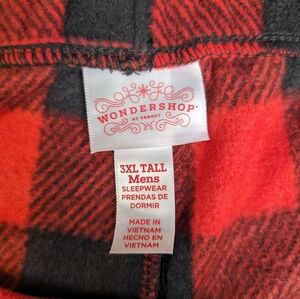 WONDERSHOP
AT TARGET
3XL TALL
Mens
SLEEPWEAR
PRENDAS DE
DORMIR
MADE IN
VIETNAM
HECHO EN
VIETNAM